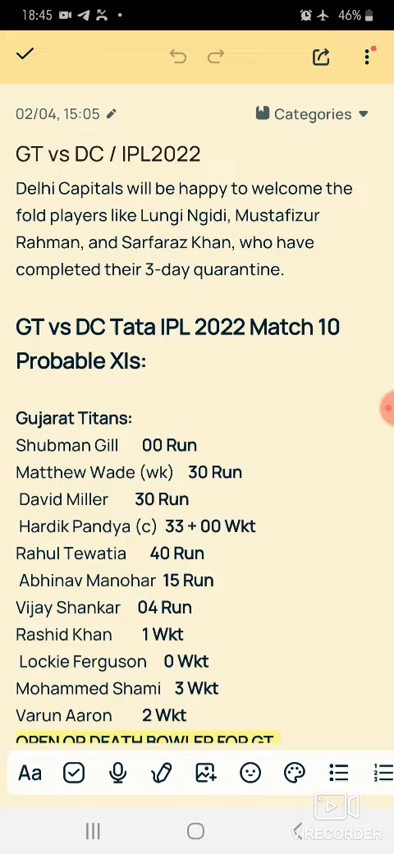 18:45 46%
02/04, 15:05 Categories
GT vs DC / IPL2022
Delhi Capitals will be happy to welcome the
fold players like Lungi Ngidi, Mustafizur
Rahman, and Sarfaraz Khan, who have
completed their 3-day quarantine.
GT vs DC Tata IPL 2022 Match 10
Probable XIs:
Gujarat Titans:
Shubman Gill 00 Run
Matthew Wade (wk) 30 Run
David Miller 30 Run
Hardik Pandya (c) 33 + 00 Wkt
Rahul Tewatia 40 Run
Abhinav Manohar 15 Run
Vijay Shankar 04 Run
Rashid Khan 1 Wkt
Lockie Ferguson 0 Wkt
Mohammed Shami 3 Wkt
Varun Aaron 2 Wkt
OPEN OR DEATH BOWLER FOR GT
Aa
RECORDER